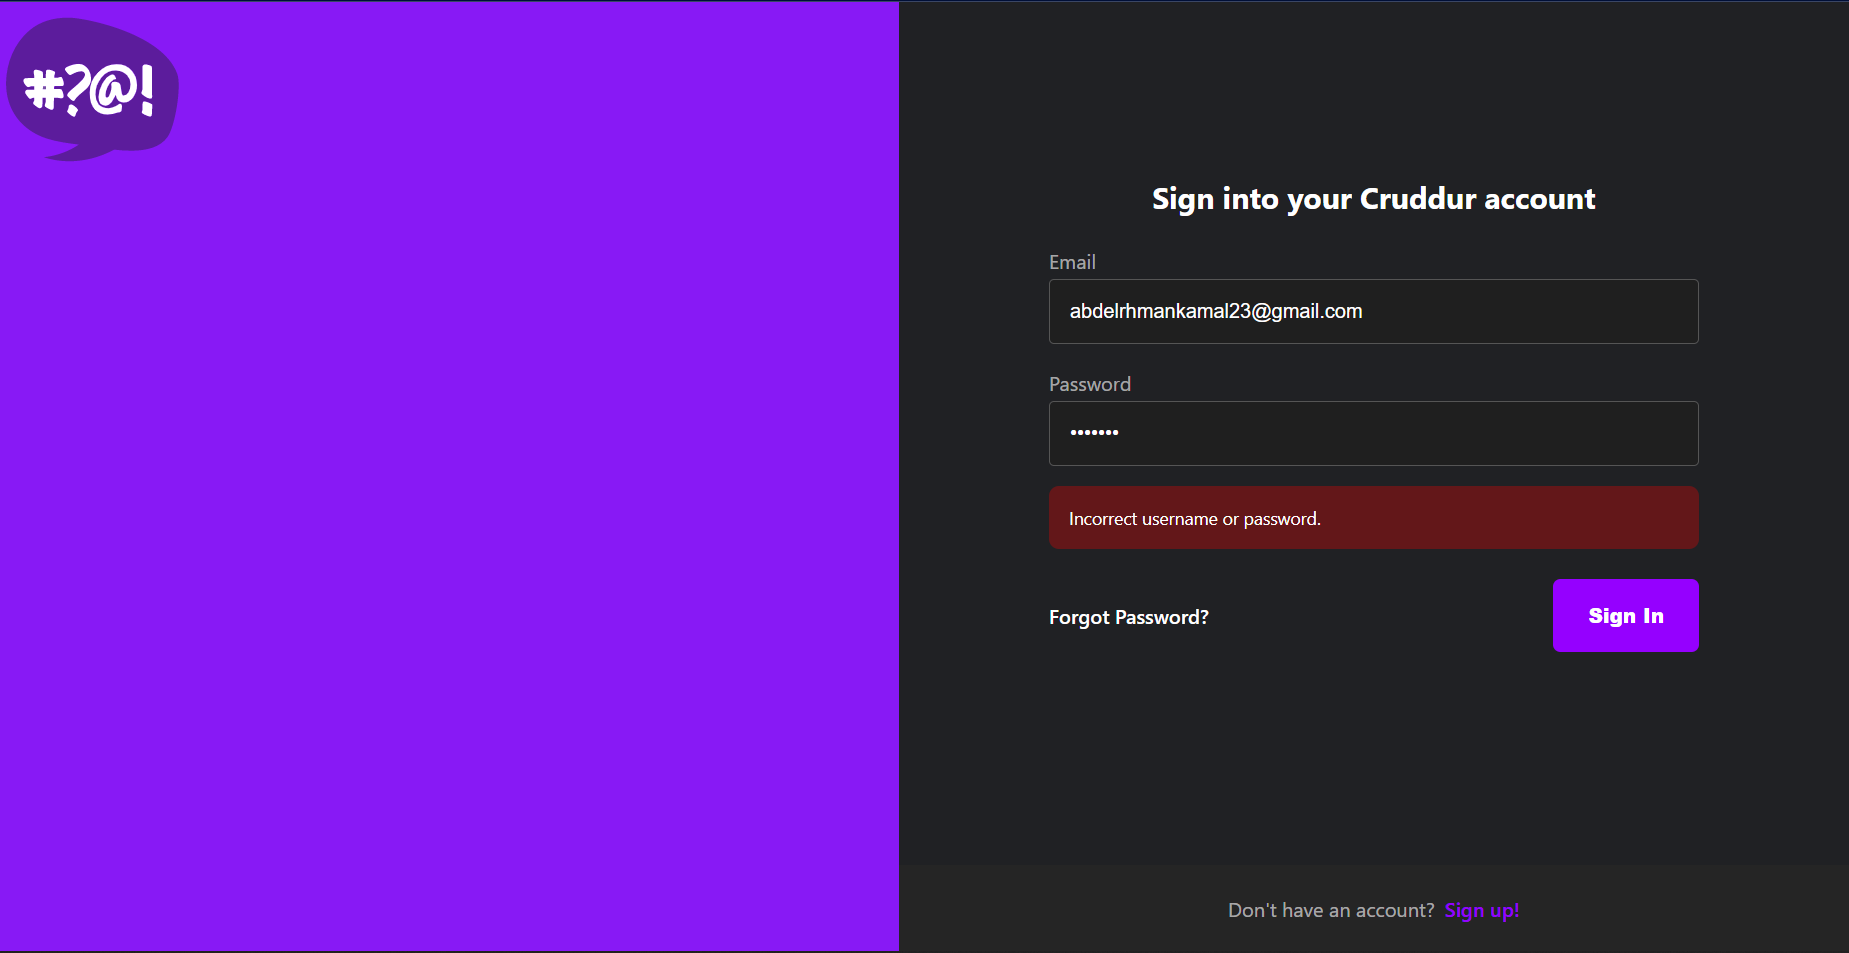 #?@!
Sign into your Cruddur account
Email
abdelrhmankamal23@gmail.com
Password
•••••••
Incorrect username or password.
Forgot Password?
Sign In
Don't have an account? Sign up!